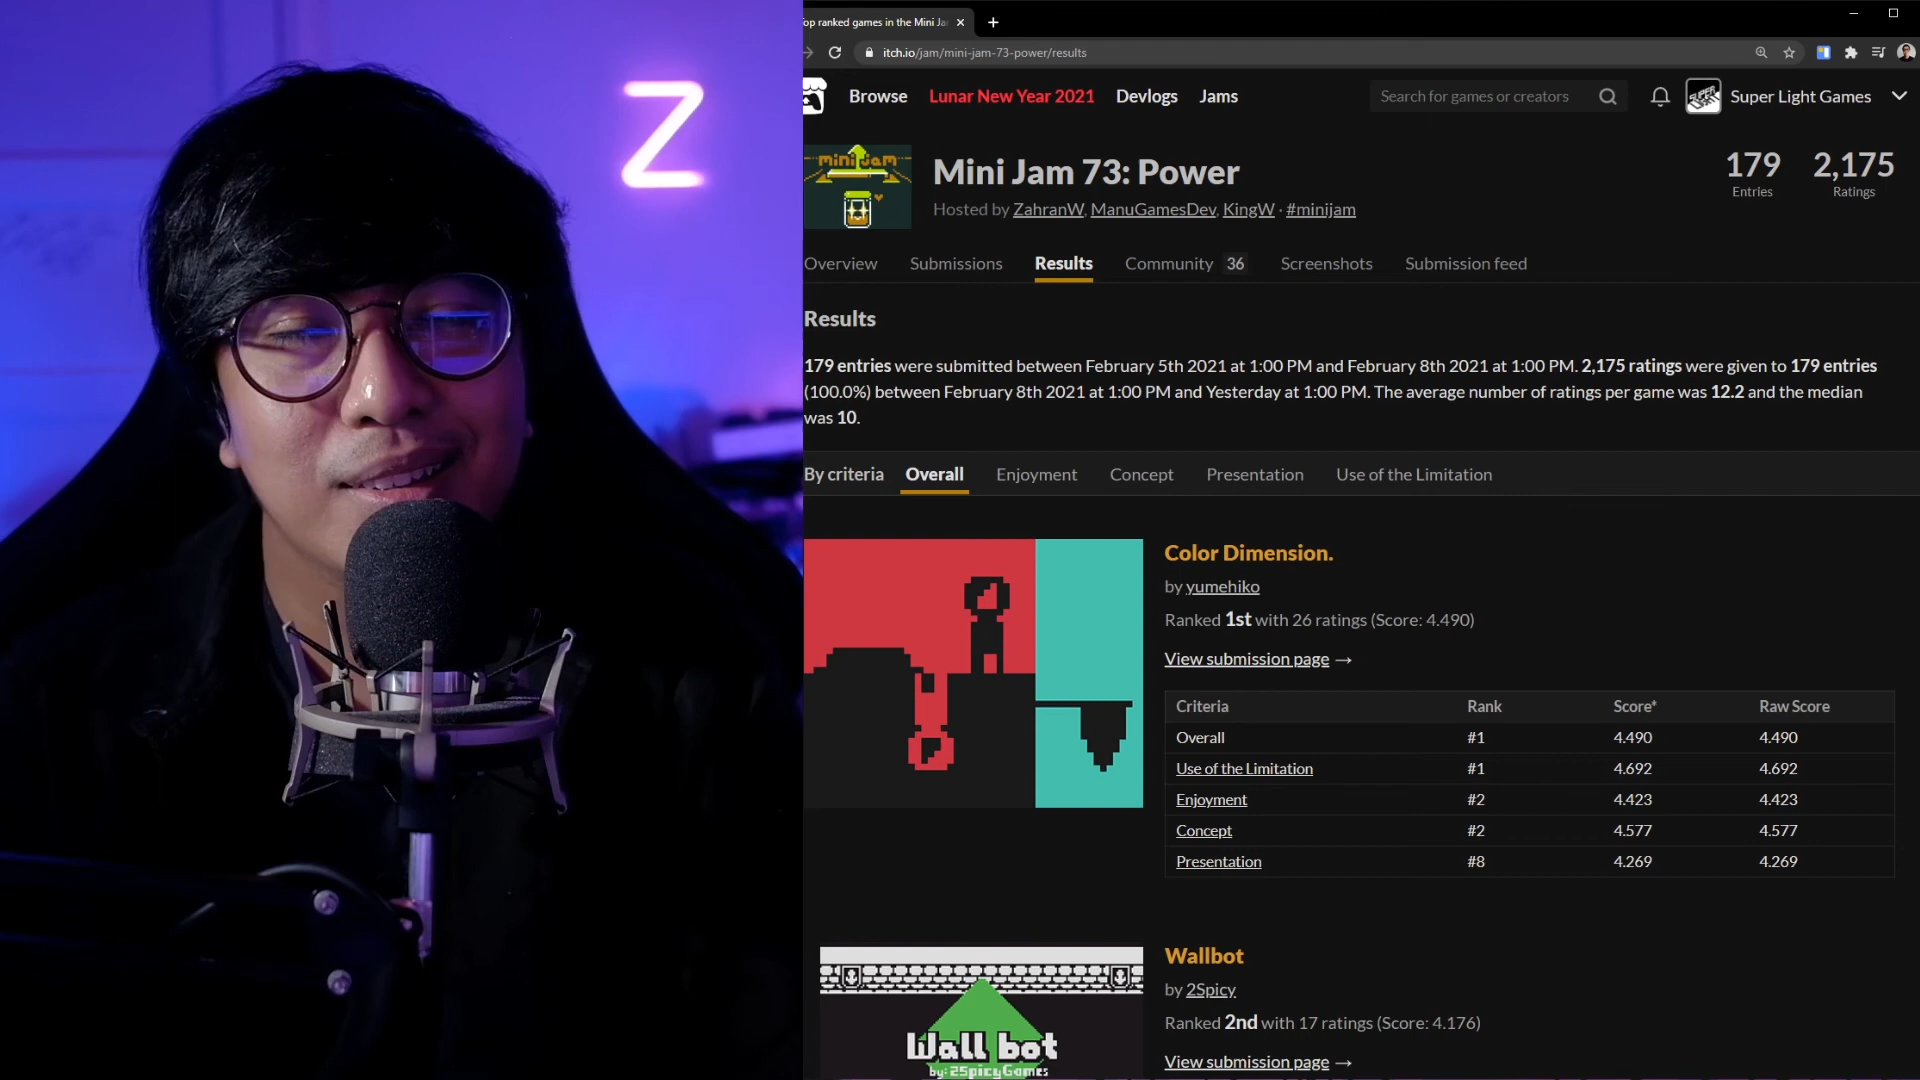 Z
Top ranked games in the Mini Ja
itch.io/jam/mini-jam-73-power/results
Browse
Lunar New Year 2021
Devlogs
Jams
Search for games or creators
Super Light Games
mini jam
Mini Jam 73: Power
Hosted by ZahranW, ManuGamesDev, KingW · #minijam
179
Entries
2,175
Ratings
Overview
Submissions
Results
Community 36
Screenshots
Submission feed
Results
179 entries were submitted between February 5th 2021 at 1:00 PM and February 8th 2021 at 1:00 PM. 2,175 ratings were given to 179 entries
(100.0%) between February 8th 2021 at 1:00 PM and Yesterday at 1:00 PM. The average number of ratings per game was 12.2 and the median
was 10.
By criteria Overall Enjoyment Concept Presentation Use of the Limitation
Color Dimension.
by yumehiko
Ranked 1st with 26 ratings (Score: 4.490)
View submission page →
Criteria Rank Score* Raw Score
Overall #1 4.490 4.490
Use of the Limitation #1 4.692 4.692
Enjoyment #2 4.423 4.423
Concept #2 4.577 4.577
Presentation #8 4.269 4.269
Wall bot
by: 2SpicyGames
Wallbot
by 2Spicy
Ranked 2nd with 17 ratings (Score: 4.176)
View submission page →